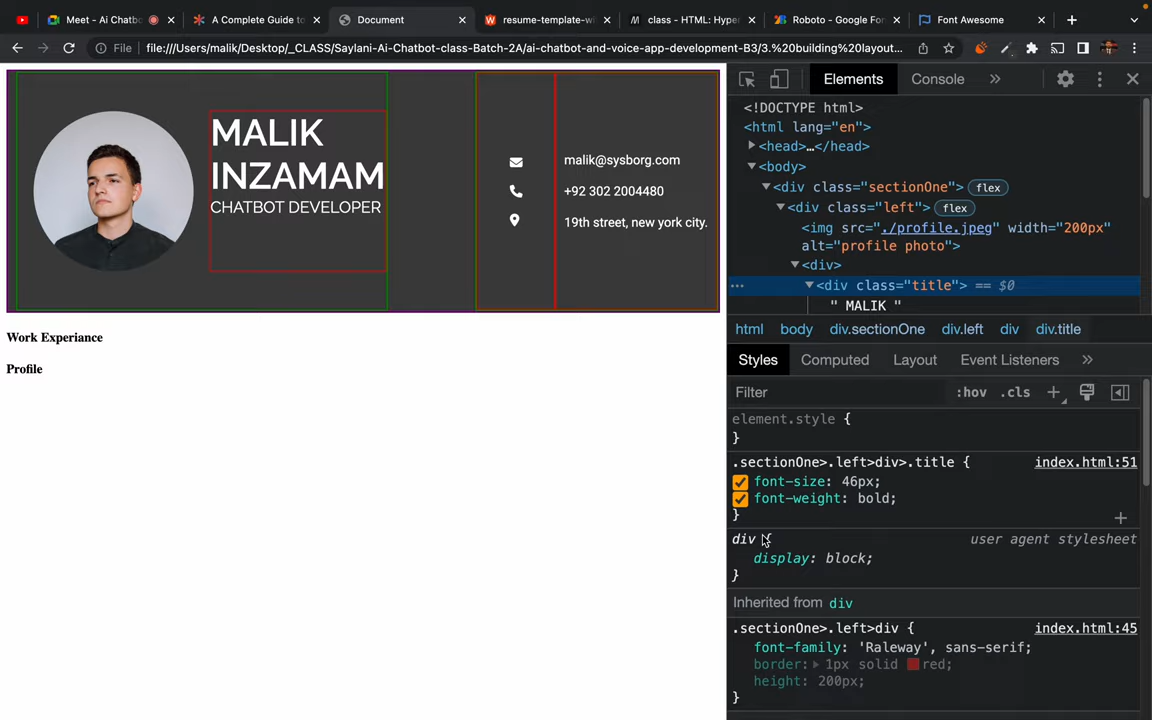 Meet - Ai Chatbo
A Complete Guide to
Document
resume-template-wi
class - HTML: Hyper
Roboto - Google Fon
Font Awesome
File
file:///Users/malik/Desktop/_CLASS/Saylani-Ai-Chatbot-class-Batch-2A/ai-chatbot-and-voice-app-development-B3/3.%20building%20layout...
MALIK
INZAMAM
CHATBOT DEVELOPER
malik@sysborg.com
+92 302 2004480
19th street, new york city.
Work Experiance
Profile
Elements
Console
<!DOCTYPE html>
<html lang="en">
<head>…</head>
<body>
<div class="sectionOne"> flex
<div class="left"> flex
<img src="./profile.jpeg" width="200px"
alt="profile photo">
<div>
<div class="title"> == $0
" MALIK "
html body div.sectionOne div.left div div.title
Styles Computed Layout Event Listeners
Filter
:hov .cls
element.style {
}
.sectionOne>.left>div>.title { index.html:51
font-size: 46px;
font-weight: bold;
}
div { user agent stylesheet
display: block;
}
Inherited from div
.sectionOne>.left>div { index.html:45
font-family: 'Raleway', sans-serif;
border: 1px solid red;
height: 200px;
}